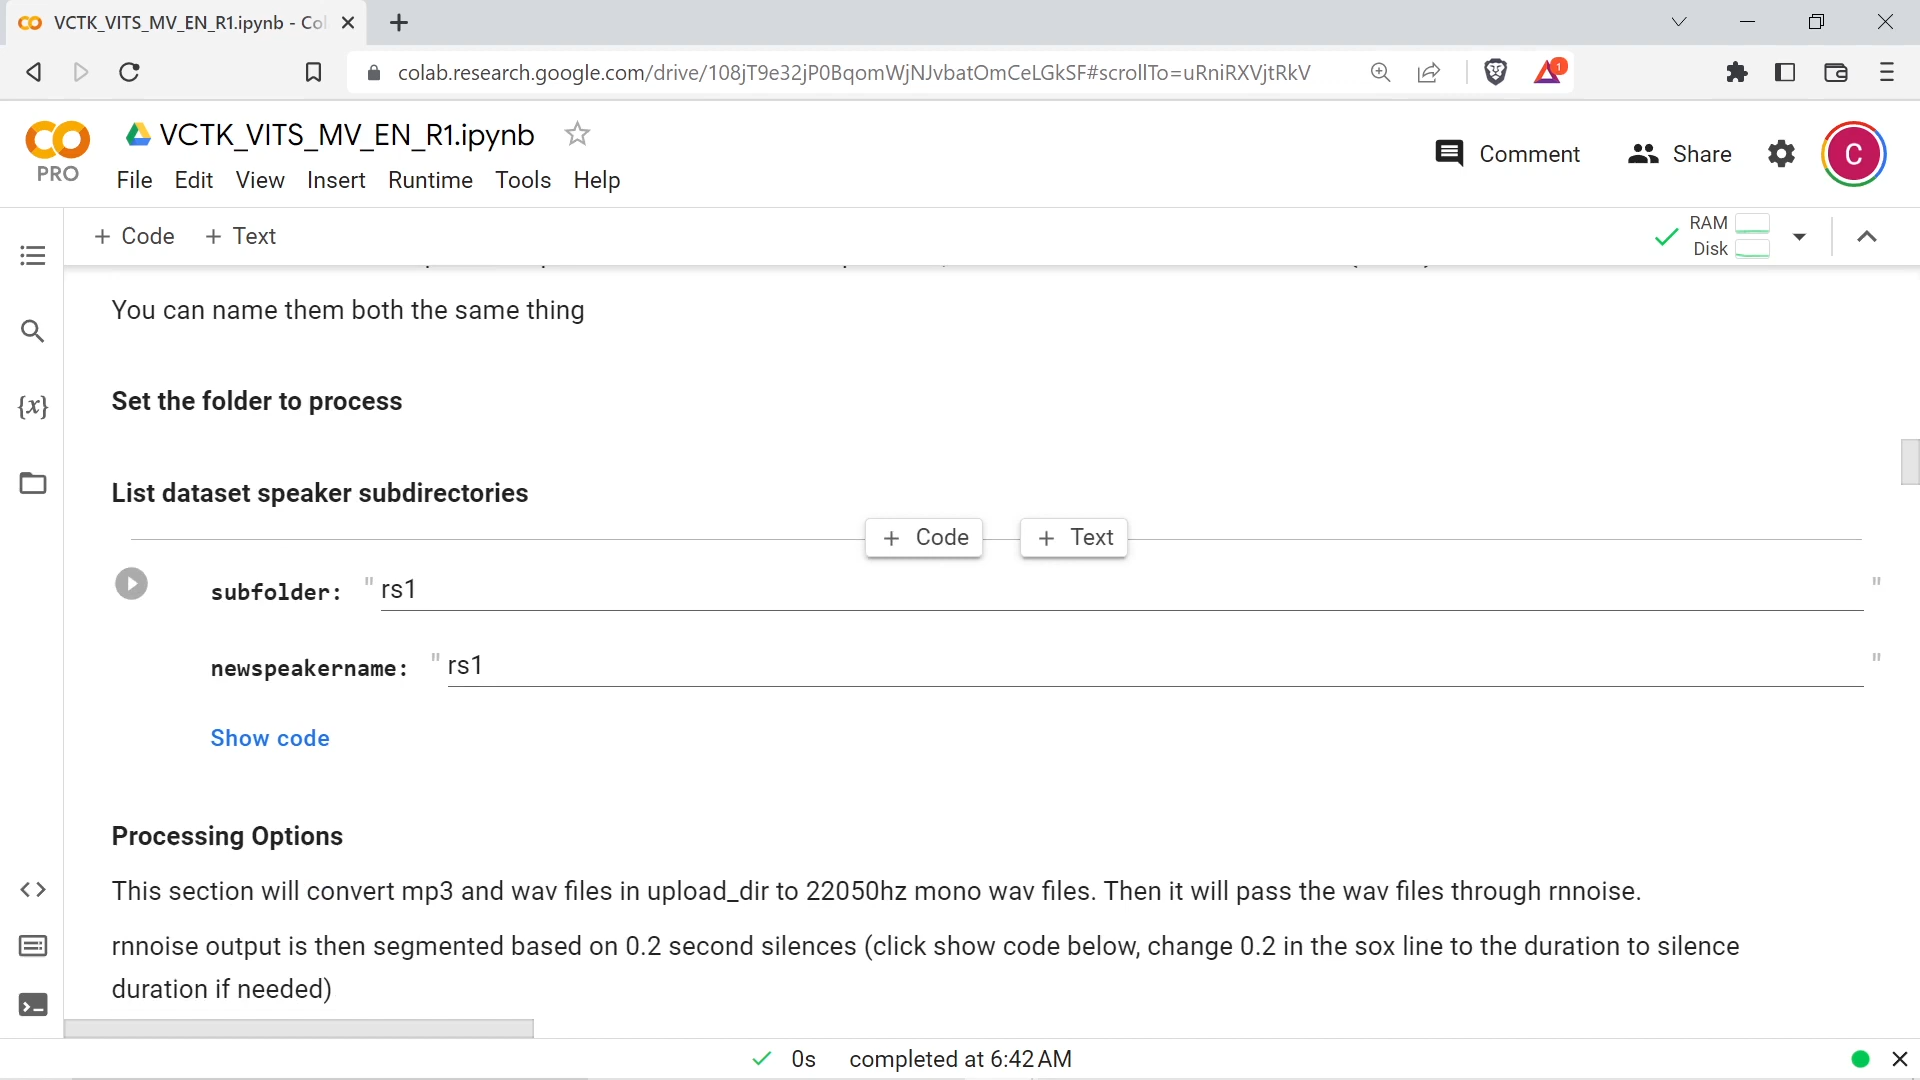 VCTK_VITS_MV_EN_R1.ipynb - Col
colab.research.google.com/drive/108jT9e32jP0BqomWjNJvbatOmCeLGkSF#scrollTo=uRniRXVjtRkV
1
VCTK_VITS_MV_EN_R1.ipynb
PRO
File Edit View Insert Runtime Tools Help
Comment
Share
C
+ Code + Text
RAM
Disk
You can name them both the same thing
Set the folder to process
{x}
List dataset speaker subdirectories
+ Code + Text
subfolder: " rs1 "
newspeakername: " rs1 "
Show code
Processing Options
This section will convert mp3 and wav files in upload_dir to 22050hz mono wav files. Then it will pass the wav files through rnnoise.
rnnoise output is then segmented based on 0.2 second silences (click show code below, change 0.2 in the sox line to the duration to silence
duration if needed)
0s completed at 6:42 AM